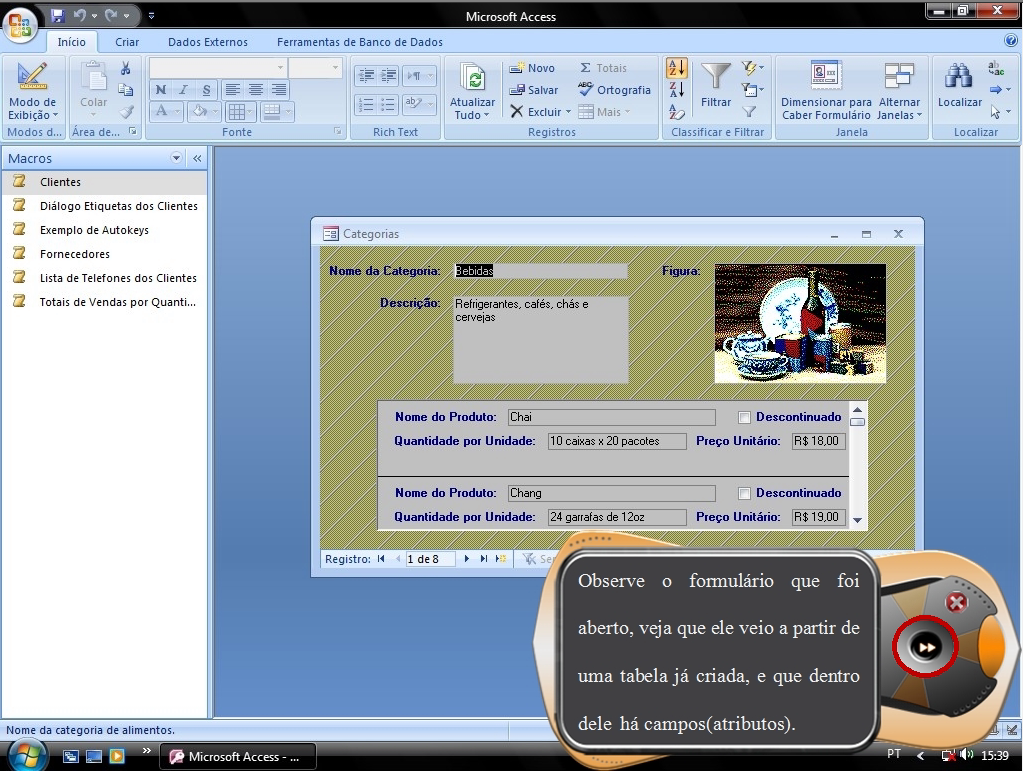 Microsoft Access
Início Criar Dados Externos Ferramentas de Banco de Dados
Modo de Exibição
Modos d...
Colar
Área de...
N I S
A
Fonte
ab
Rich Text
Atualizar Tudo
Novo
Salvar
Excluir
Σ Totais
ABC Ortografia
Mais
Registros
A Z
Z A
Filtrar
Classificar e Filtrar
Dimensionar para Caber Formulário
Alternar Janelas
Janela
Localizar
ab ac
Localizar
Macros «
Clientes
Diálogo Etiquetas dos Clientes
Exemplo de Autokeys
Fornecedores
Lista de Telefones dos Clientes
Totais de Vendas por Quanti...
Categorias
Nome da Categoria: Bebidas Figura:
Descrição: Refrigerantes, cafés, chás e
cervejas
Nome do Produto: Chai Descontinuado
Quantidade por Unidade: 10 caixas x 20 pacotes Preço Unitário: R$ 18,00
Nome do Produto: Chang Descontinuado
Quantidade por Unidade: 24 garrafas de 12oz Preço Unitário: R$ 19,00
Registro: 1 de 8
Observe o formulário que foi
aberto, veja que ele veio a partir de
uma tabela já criada, e que dentro
dele há campos(atributos).
Nome da categoria de alimentos.
» Microsoft Access - ... PT 15:39